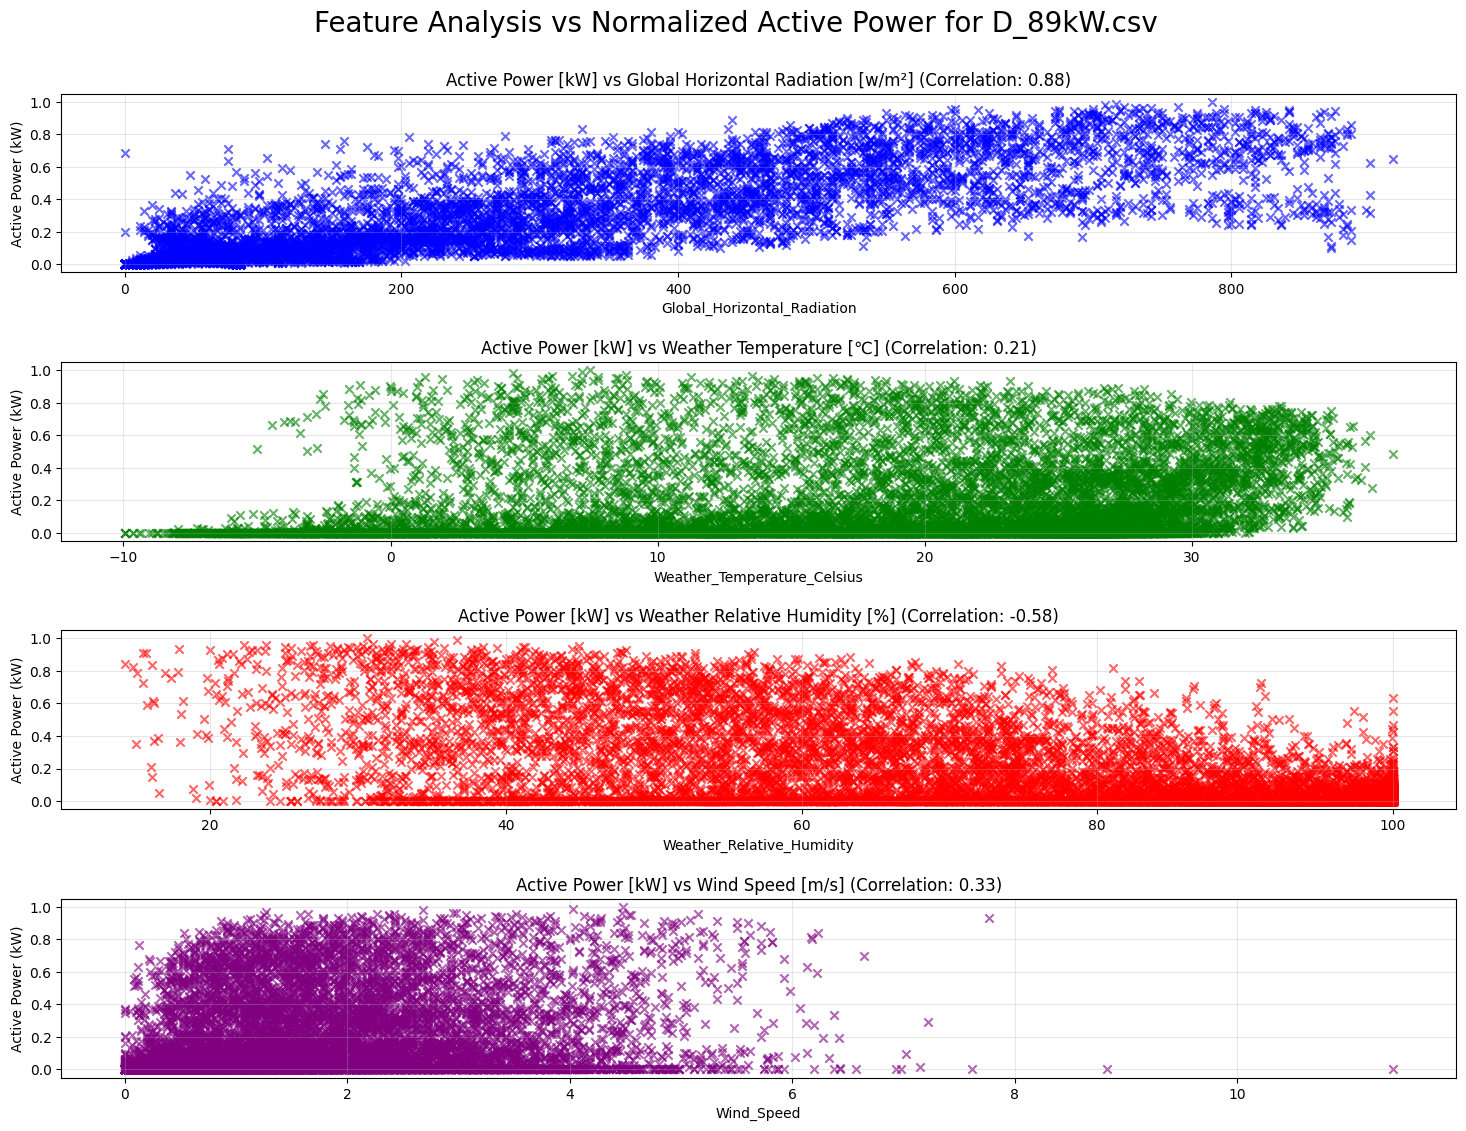 Feature Analysis vs Normalized Active Power for D_89kW.csv
Active Power [kW] vs Global Horizontal Radiation [w/m²] (Correlation: 0.88)
Active Power (kW)
1.0
0.8
0.6
0.4
0.2
0.0
0 200 400 600 800
Global_Horizontal_Radiation
Active Power [kW] vs Weather Temperature [℃] (Correlation: 0.21)
Active Power (kW)
1.0
0.8
0.6
0.4
0.2
0.0
−10 0 10 20 30
Weather_Temperature_Celsius
Active Power [kW] vs Weather Relative Humidity [%] (Correlation: -0.58)
Active Power (kW)
1.0
0.8
0.6
0.4
0.2
0.0
20 40 60 80 100
Weather_Relative_Humidity
Active Power [kW] vs Wind Speed [m/s] (Correlation: 0.33)
Active Power (kW)
1.0
0.8
0.6
0.4
0.2
0.0
0 2 4 6 8 10
Wind_Speed